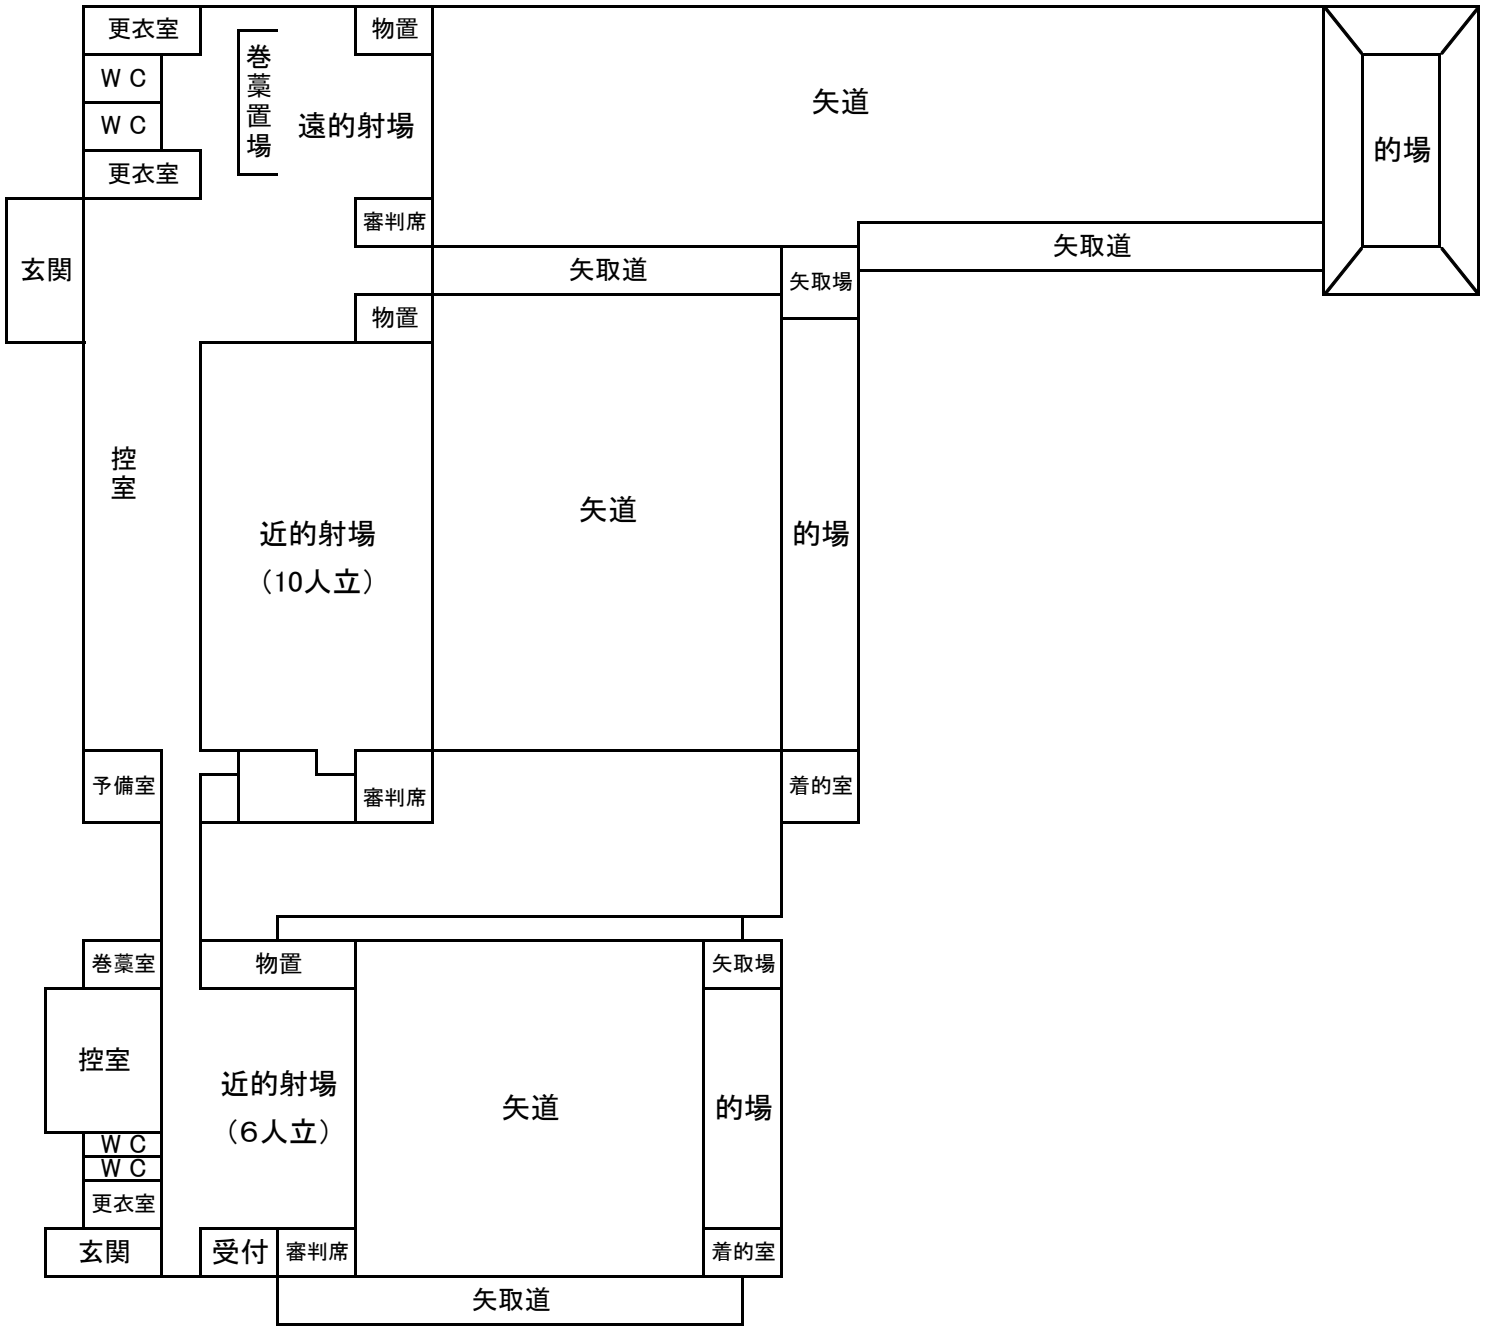 更衣室
物置
巻藁置場
WC
矢道
WC
遠的射場
的場
更衣室
審判席
矢取道
玄関
矢取道
矢取場
物置
控室
矢道
近的射場
(10人立)
的場
予備室
審判席
着的室
巻藁室
物置
矢取場
控室
近的射場
(6人立)
矢道
的場
WC
WC
更衣室
玄関
受付
審判席
着的室
矢取道